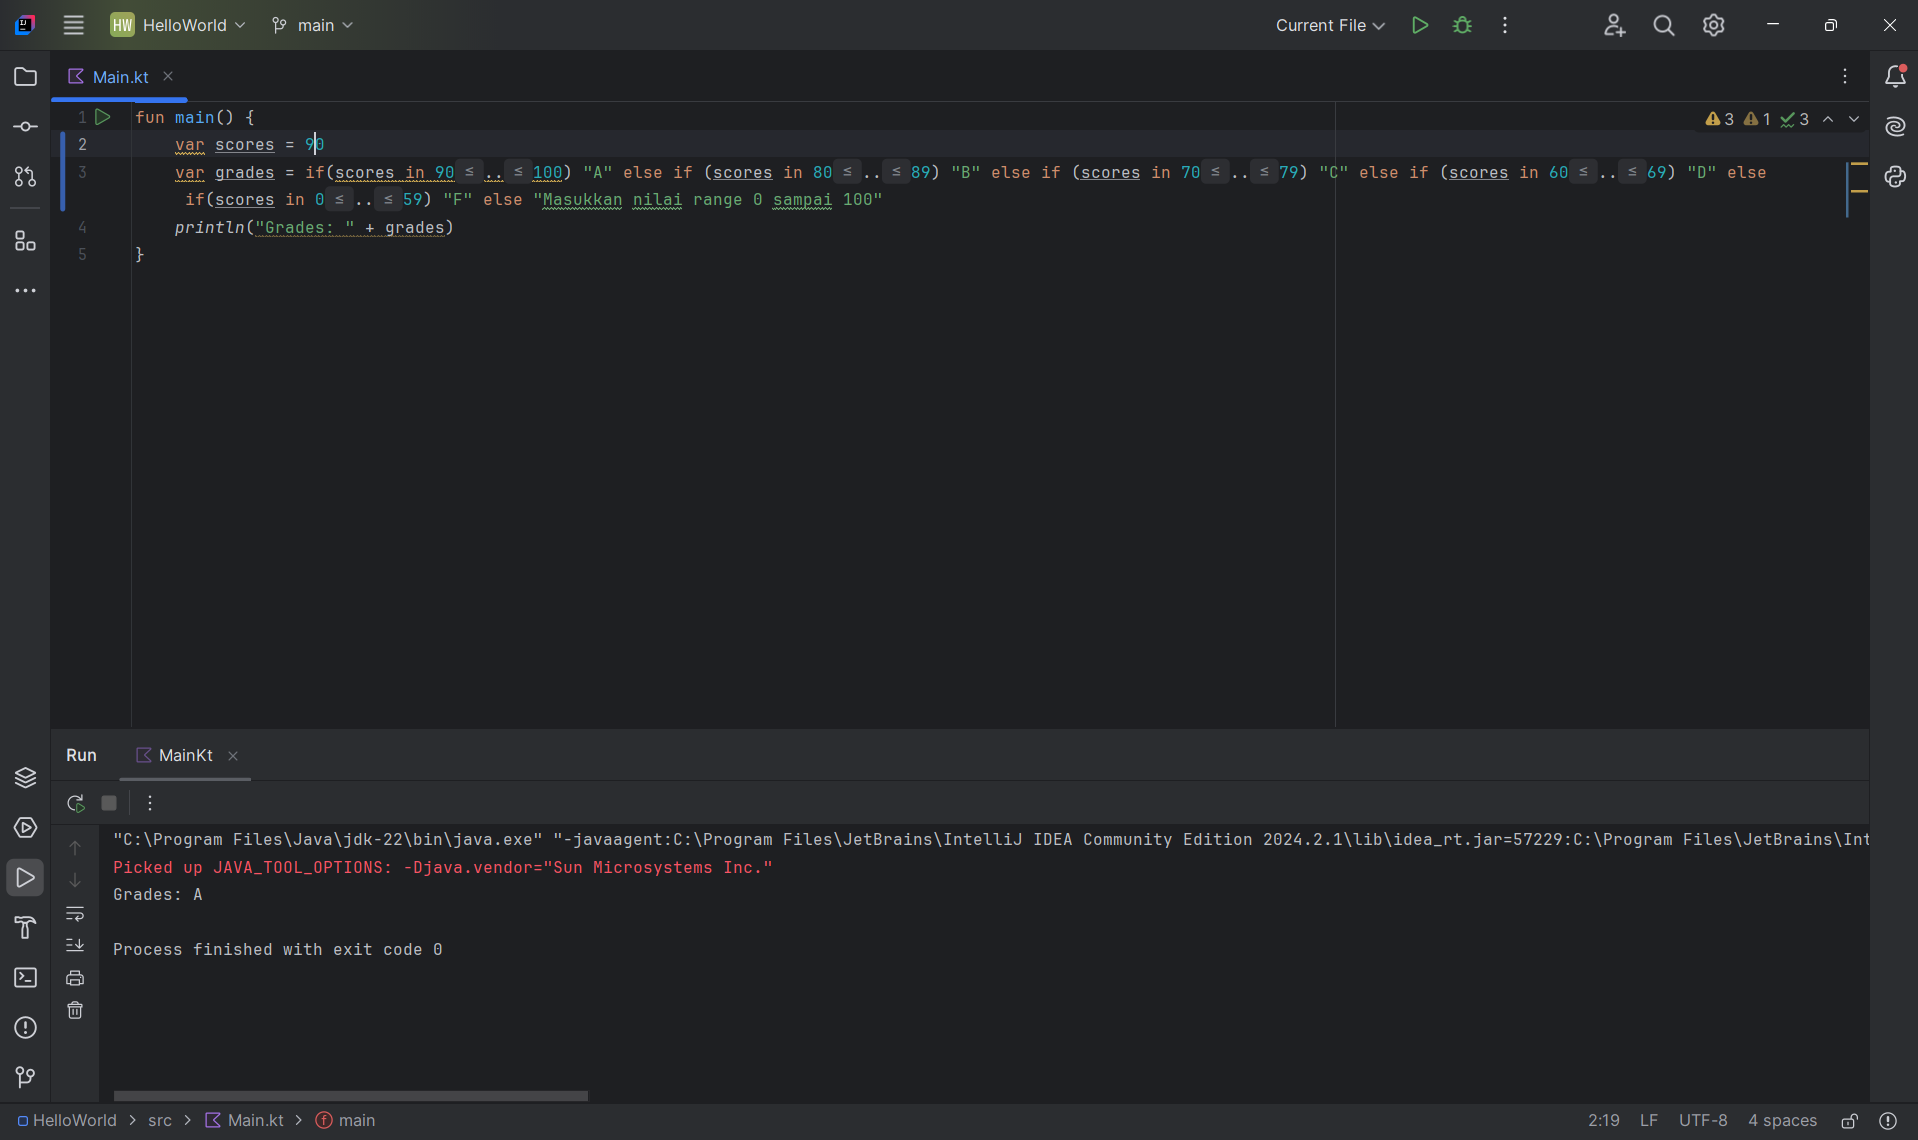 HW HelloWorld main Current File
Main.kt
1 fun main() {
3 1 3
2 var scores = 90
3 var grades = if(scores in 90 ≤ .. ≤ 100) "A" else if (scores in 80 ≤ .. ≤ 89) "B" else if (scores in 70 ≤ .. ≤ 79) "C" else if (scores in 60 ≤ .. ≤ 69) "D" else
if(scores in 0 ≤ .. ≤ 59) "F" else "Masukkan nilai range 0 sampai 100"
4 println("Grades: " + grades)
5 }
Run MainKt
"C:\Program Files\Java\jdk-22\bin\java.exe" "-javaagent:C:\Program Files\JetBrains\IntelliJ IDEA Community Edition 2024.2.1\lib\idea_rt.jar=57229:C:\Program Files\JetBrains\Int
Picked up JAVA_TOOL_OPTIONS: -Djava.vendor="Sun Microsystems Inc."
Grades: A
Process finished with exit code 0
HelloWorld > src > Main.kt > main 2:19 LF UTF-8 4 spaces